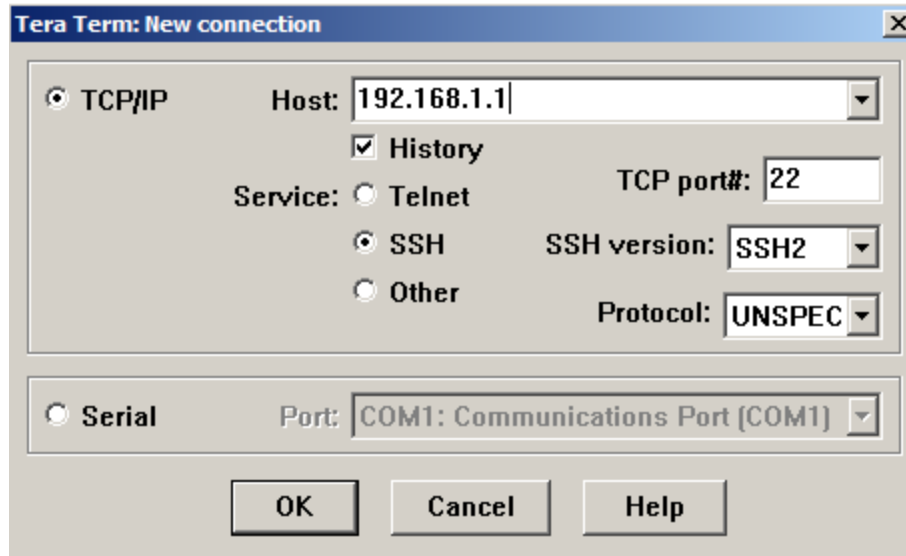 Tera Term: New connection
TCP/IP Host: 192.168.1.1
History
Service: Telnet TCP port#: 22
SSH SSH version: SSH2
Other Protocol: UNSPEC
Serial Port: COM1: Communications Port (COM1)
OK Cancel Help